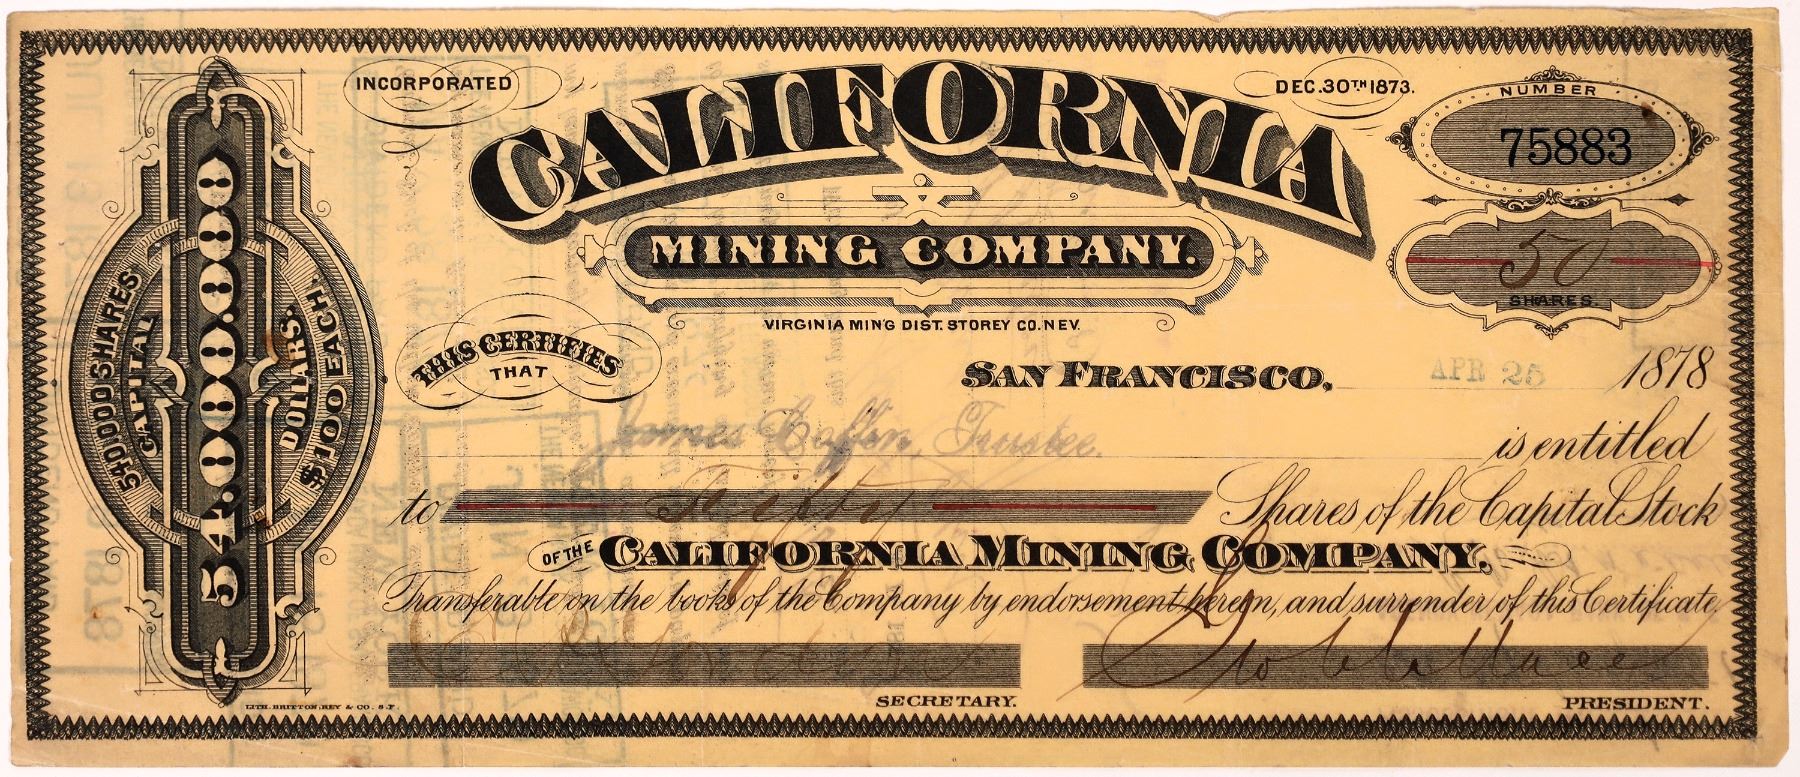 INCORPORATED
DEC. 30TH 1873.
CALIFORNIA
MINING COMPANY.
VIRGINIA MIN'G DIST. STOREY CO. NEV.
NUMBER
75883
50
SHARES.
540000 SHARES
CAPITAL
54.000.000
DOLLARS.
$100 EACH.
THIS CERTIFIES
THAT
SAN FRANCISCO, APR 25 1878
James Coffin, Trustee. is entitled
to Fifty Shares of the Capital Stock
OF THE CALIFORNIA MINING COMPANY.
Transferable on the books of the Company by endorsement hereon, and surrender of this Certificate
SECRETARY.
PRESIDENT.
LITH. BRITTON, REY & CO. S.F.